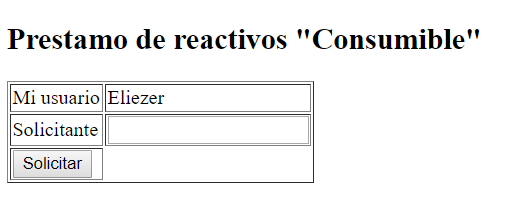 Prestamo de reactivos "Consumible"
Mi usuario Eliezer
Solicitante
Solicitar